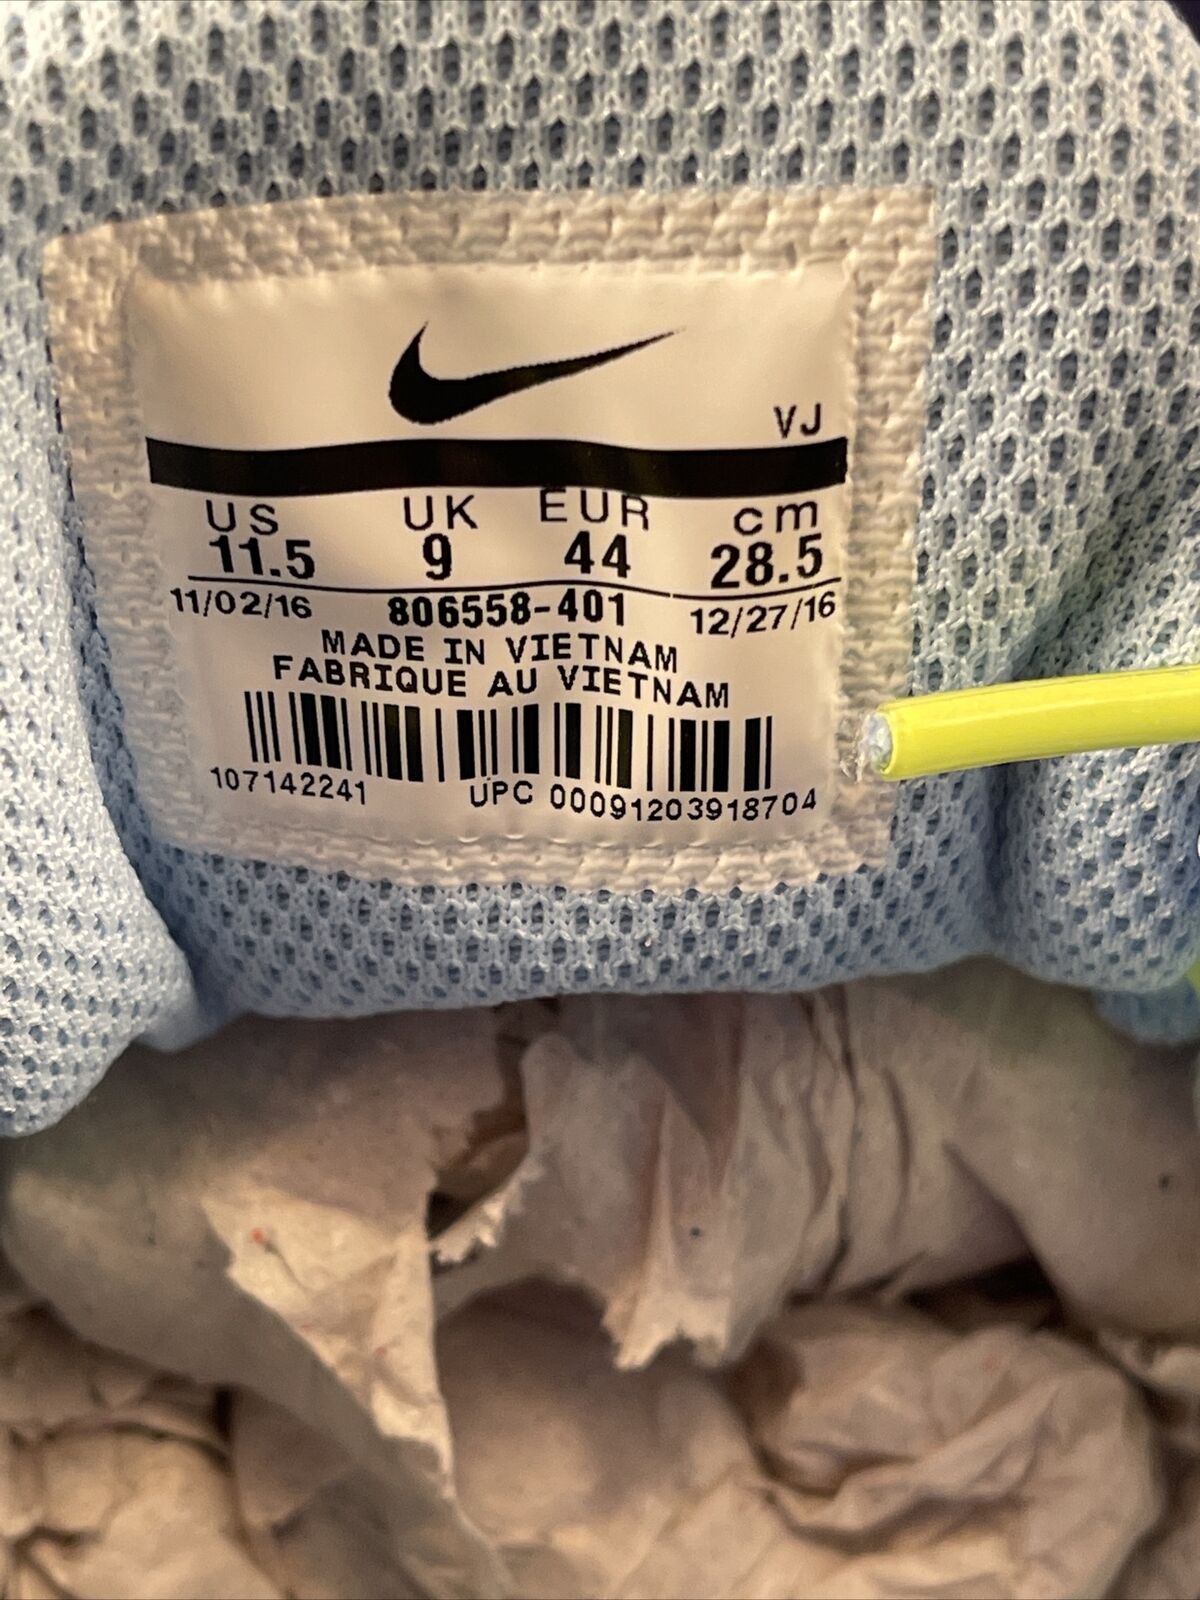 VJ
US UK EUR cm
11.5 9 44 28.5
11/02/16 806558-401 12/27/16
MADE IN VIETNAM
FABRIQUE AU VIETNAM
107142241 UPC 00091203918704